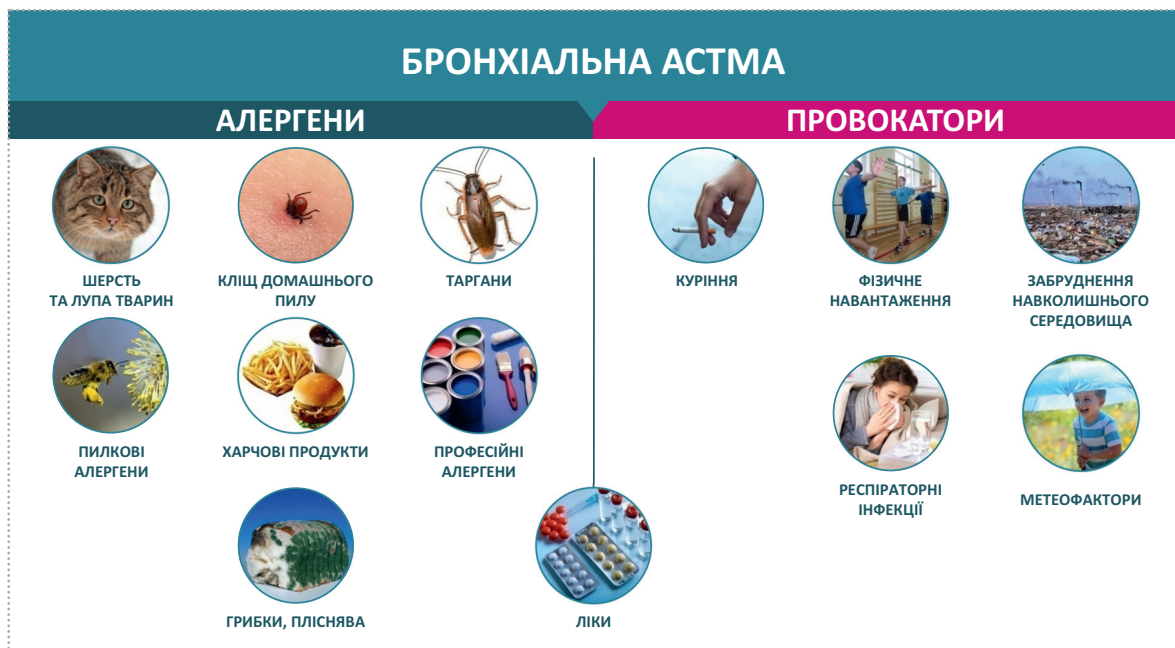 БРОНХІАЛЬНА АСТМА
АЛЕРГЕНИ
ПРОВОКАТОРИ
ШЕРСТЬ
ТА ЛУПА ТВАРИН
КЛІЩ ДОМАШНЬОГО
ПИЛУ
ТАРГАНИ
КУРІННЯ
ФІЗИЧНЕ
НАВАНТАЖЕННЯ
ЗАБРУДНЕННЯ
НАВКОЛИШНЬОГО
СЕРЕДОВИЩА
ПИЛКОВІ
АЛЕРГЕНИ
ХАРЧОВІ ПРОДУКТИ
ПРОФЕСІЙНІ
АЛЕРГЕНИ
РЕСПІРАТОРНІ
ІНФЕКЦІЇ
МЕТЕОФАКТОРИ
ГРИБКИ, ПЛІСНЯВА
ЛІКИ